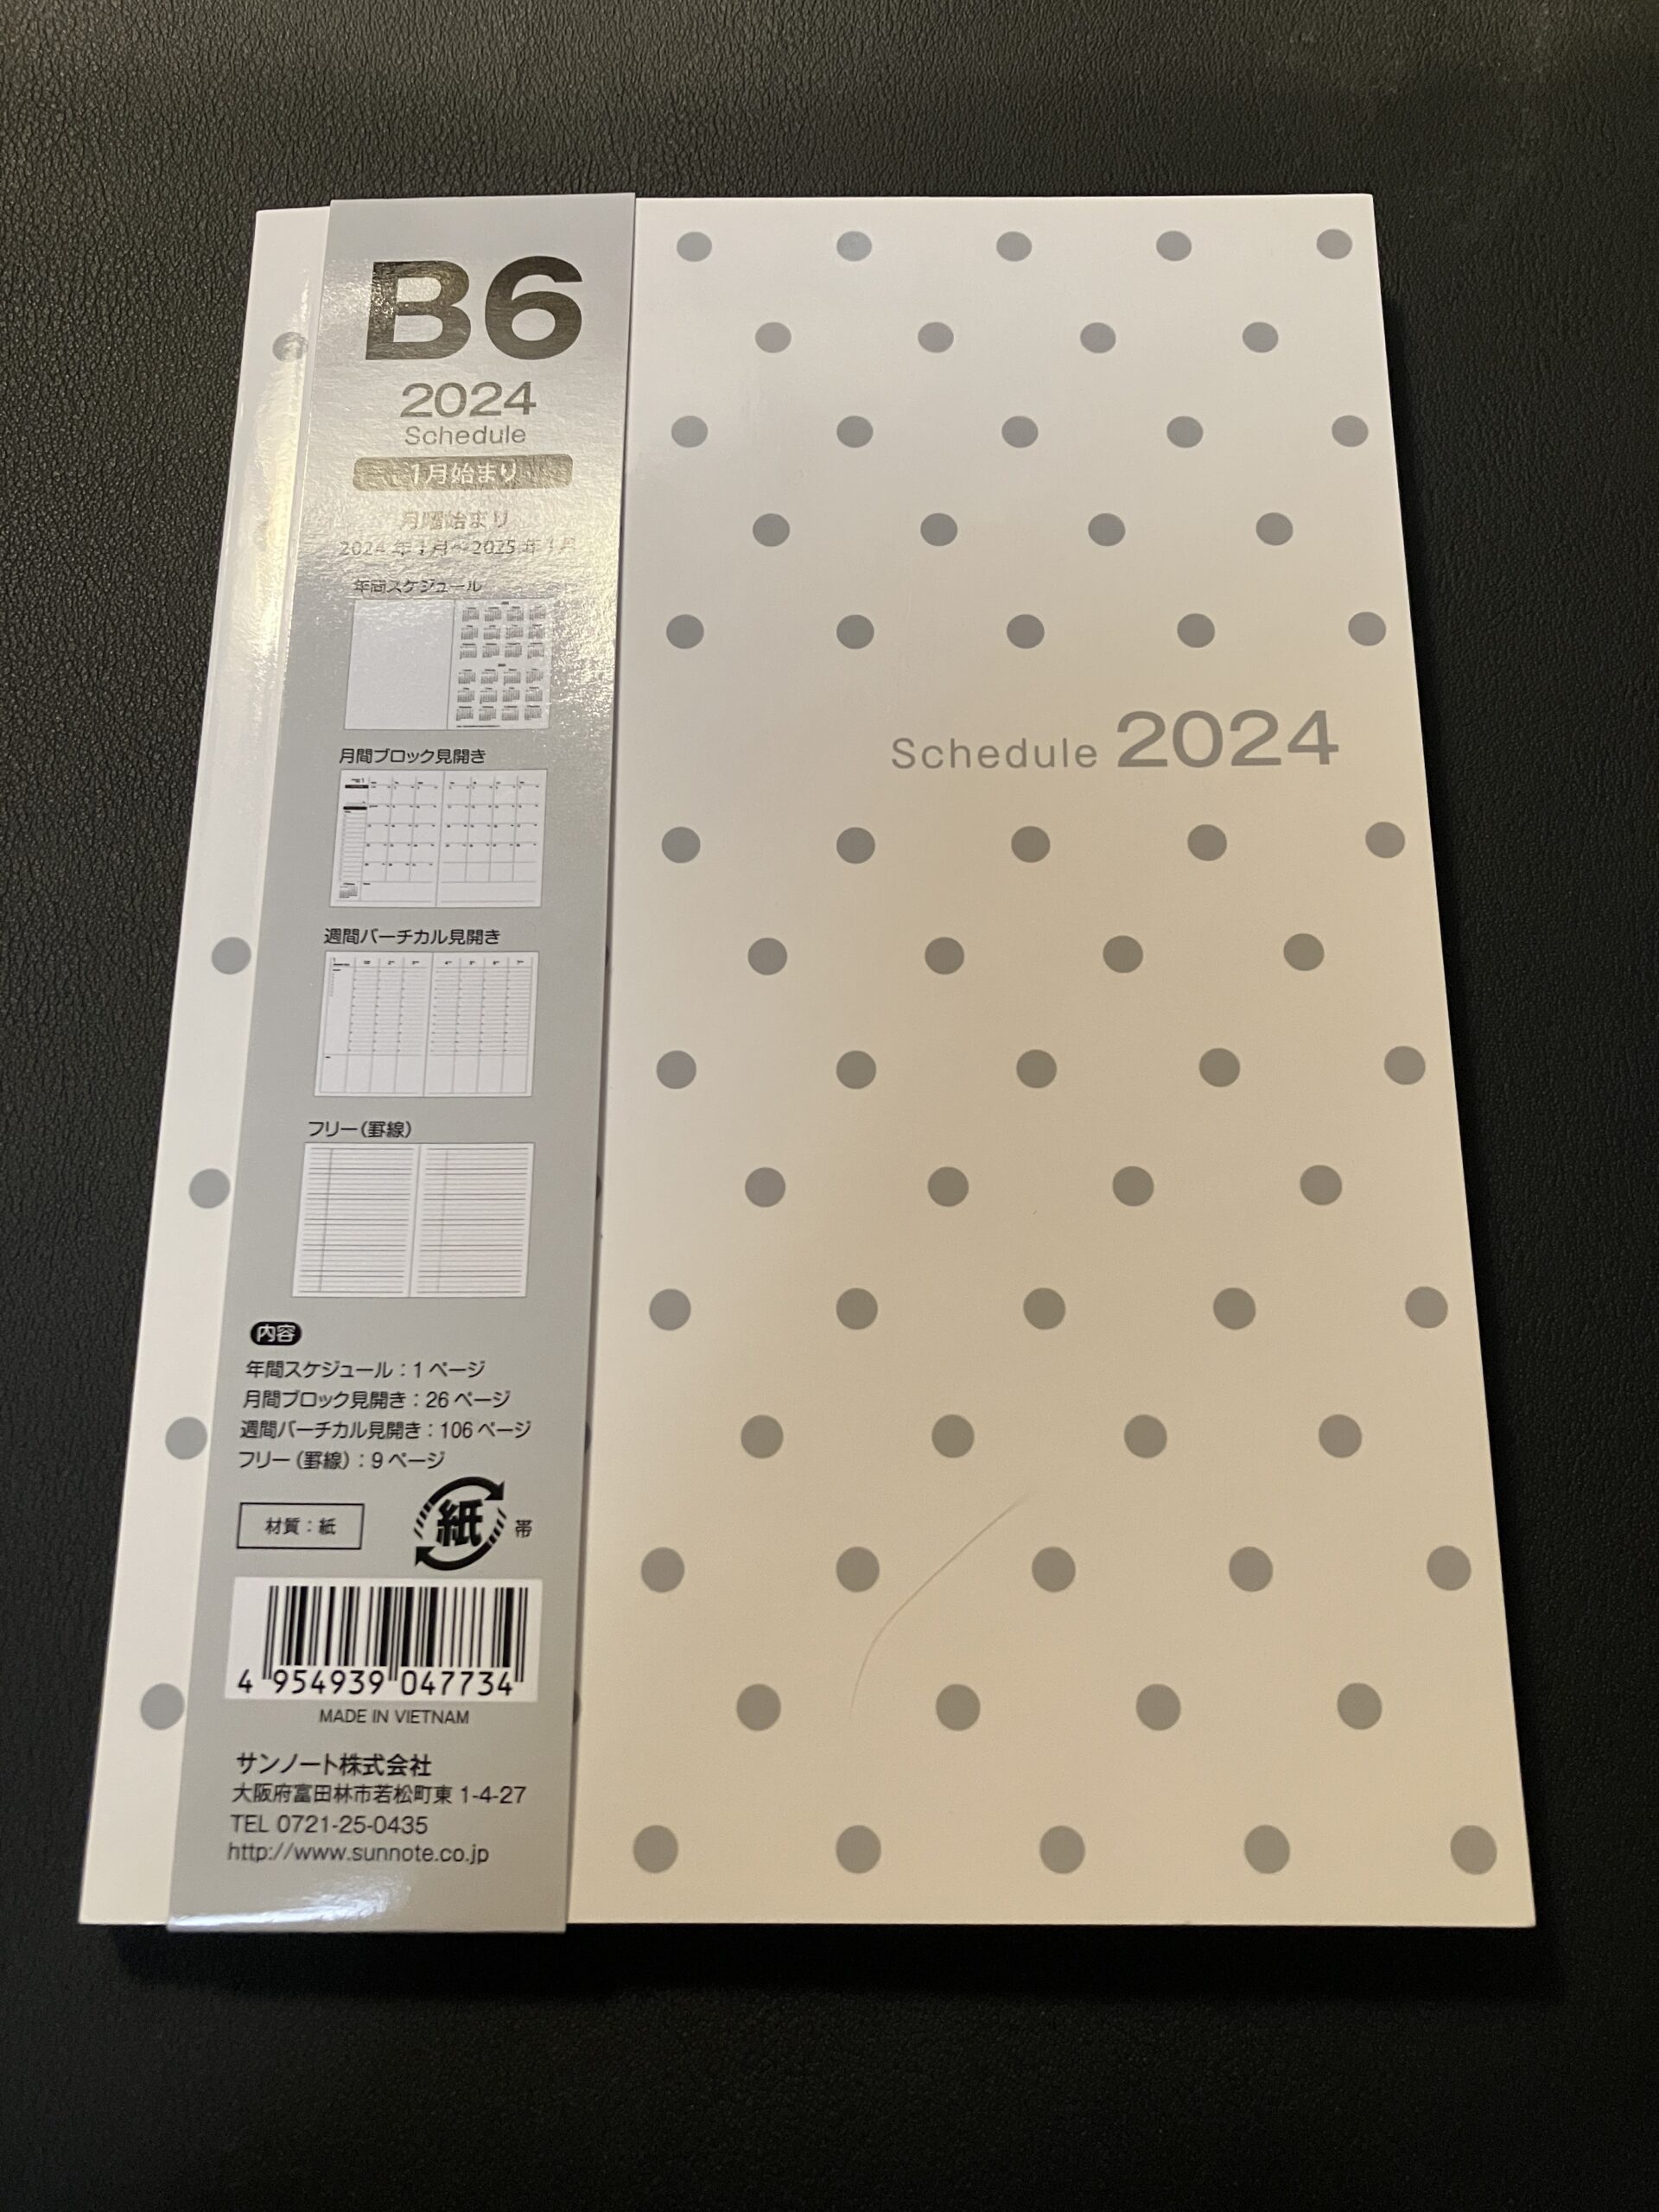 B6
2024
Schedule
1月始まり
月曜始まり
2024年1月~2025年1月
年間スケジュール
月間ブロック見開き
週間バーチカル見開き
フリー(罫線)
内容
年間スケジュール:1ページ
月間ブロック見開き:26ページ
週間バーチカル見開き:106ページ
フリー(罫線):9ページ
材質:紙
紙 帯
4 954939 047734
MADE IN VIETNAM
サンノート株式会社
大阪府富田林市若松町東 1-4-27
TEL 0721-25-0435
http://www.sunnote.co.jp
Schedule 2024